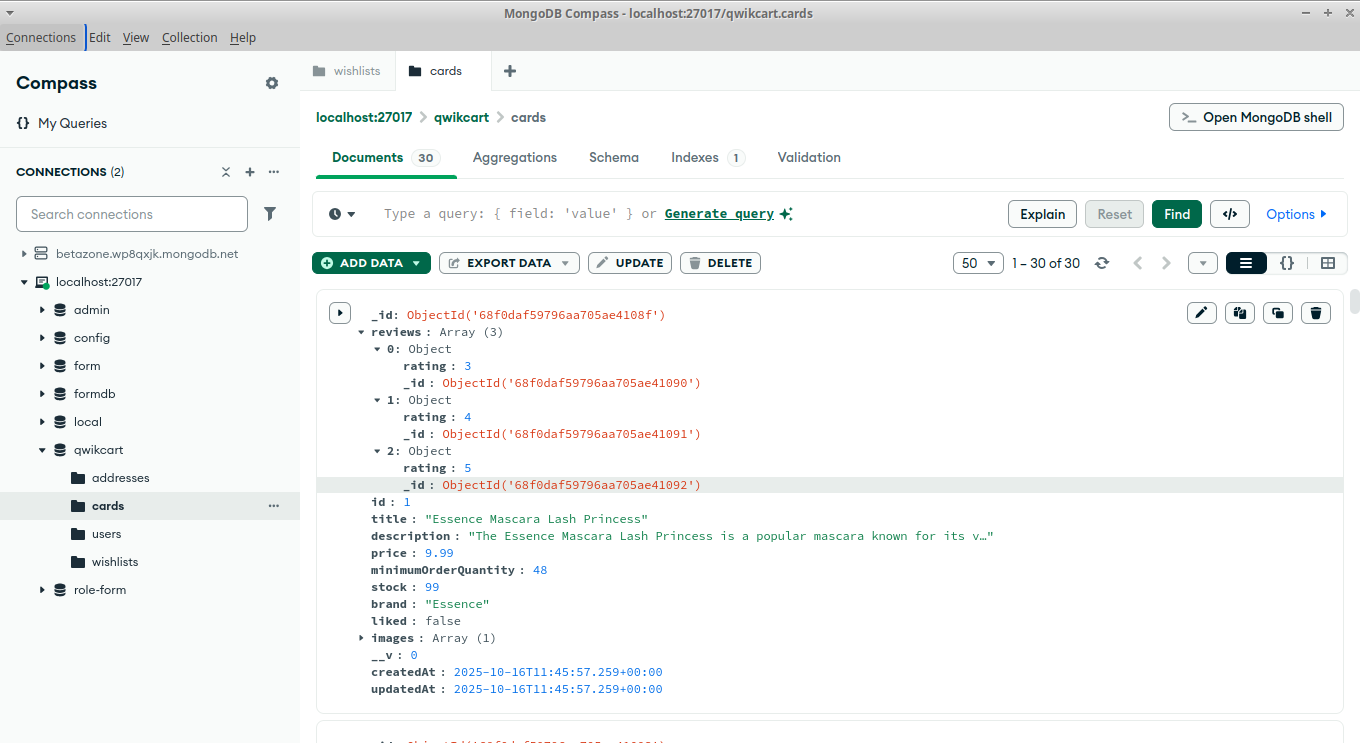 MongoDB Compass - localhost:27017/qwikcart.cards
Connections Edit View Collection Help
Compass
{} My Queries
CONNECTIONS (2)
Search connections
betazone.wp8qxjk.mongodb.net
localhost:27017
admin
config
form
formdb
local
qwikcart
addresses
cards
users
wishlists
role-form
wishlists cards
localhost:27017 > qwikcart > cards
Open MongoDB shell
Documents 30 Aggregations Schema Indexes 1 Validation
Type a query: { field: 'value' } or Generate query
Explain Reset Find </> Options
ADD DATA EXPORT DATA UPDATE DELETE
50 1 – 30 of 30 {}
_id: ObjectId('68f0daf59796aa705ae4108f')
reviews : Array (3)
0: Object
rating : 3
_id : ObjectId('68f0daf59796aa705ae41090')
1: Object
rating : 4
_id : ObjectId('68f0daf59796aa705ae41091')
2: Object
rating : 5
_id : ObjectId('68f0daf59796aa705ae41092')
id : 1
title : "Essence Mascara Lash Princess"
description : "The Essence Mascara Lash Princess is a popular mascara known for its v…"
price : 9.99
minimumOrderQuantity : 48
stock : 99
brand : "Essence"
liked : false
images : Array (1)
__v : 0
createdAt : 2025-10-16T11:45:57.259+00:00
updatedAt : 2025-10-16T11:45:57.259+00:00